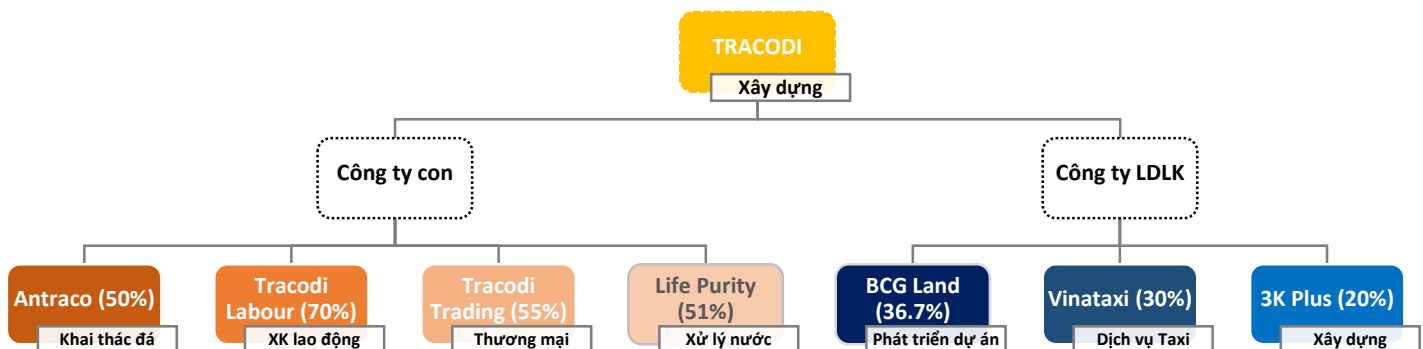 TRACODI
Xây dựng
Công ty con
Công ty LDLK
Antraco (50%)
Khai thác đá
Tracodi
Labour (70%)
XK lao động
Tracodi
Trading (55%)
Thương mại
Life Purity
(51%)
Xử lý nước
BCG Land
(36.7%)
Phát triển dự án
Vinataxi (30%)
Dịch vụ Taxi
3K Plus (20%)
Xây dựng